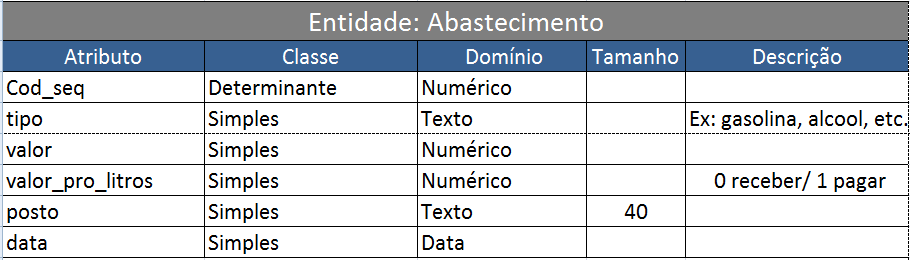 Entidade: Abastecimento
Atributo Classe Domínio Tamanho Descrição
Cod_seq Determinante Numérico
tipo Simples Texto Ex: gasolina, alcool, etc.
valor Simples Numérico
valor_pro_litros Simples Numérico 0 receber/ 1 pagar
posto Simples Texto 40
data Simples Data